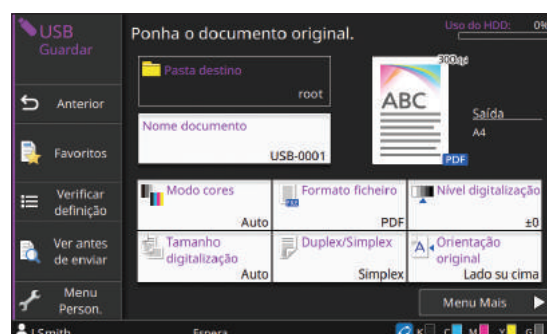 USB
Guardar
Ponha o documento original.
Uso do HDD: 0%
Pasta destino
root
Nome documento
USB-0001
300dpi
ABC
PDF
Saída
A4
Anterior
Favoritos
Verificar
definição
Ver antes
de enviar
Menu
Person.
Modo cores
Auto
Formato ficheiro
PDF
Nível digitalização
±0
Tamanho
digitalização
Auto
Duplex/Simplex
Simplex
Orientação
original
Lado su cima
Menu Mais
J.Smith
Espera
K C M Y G